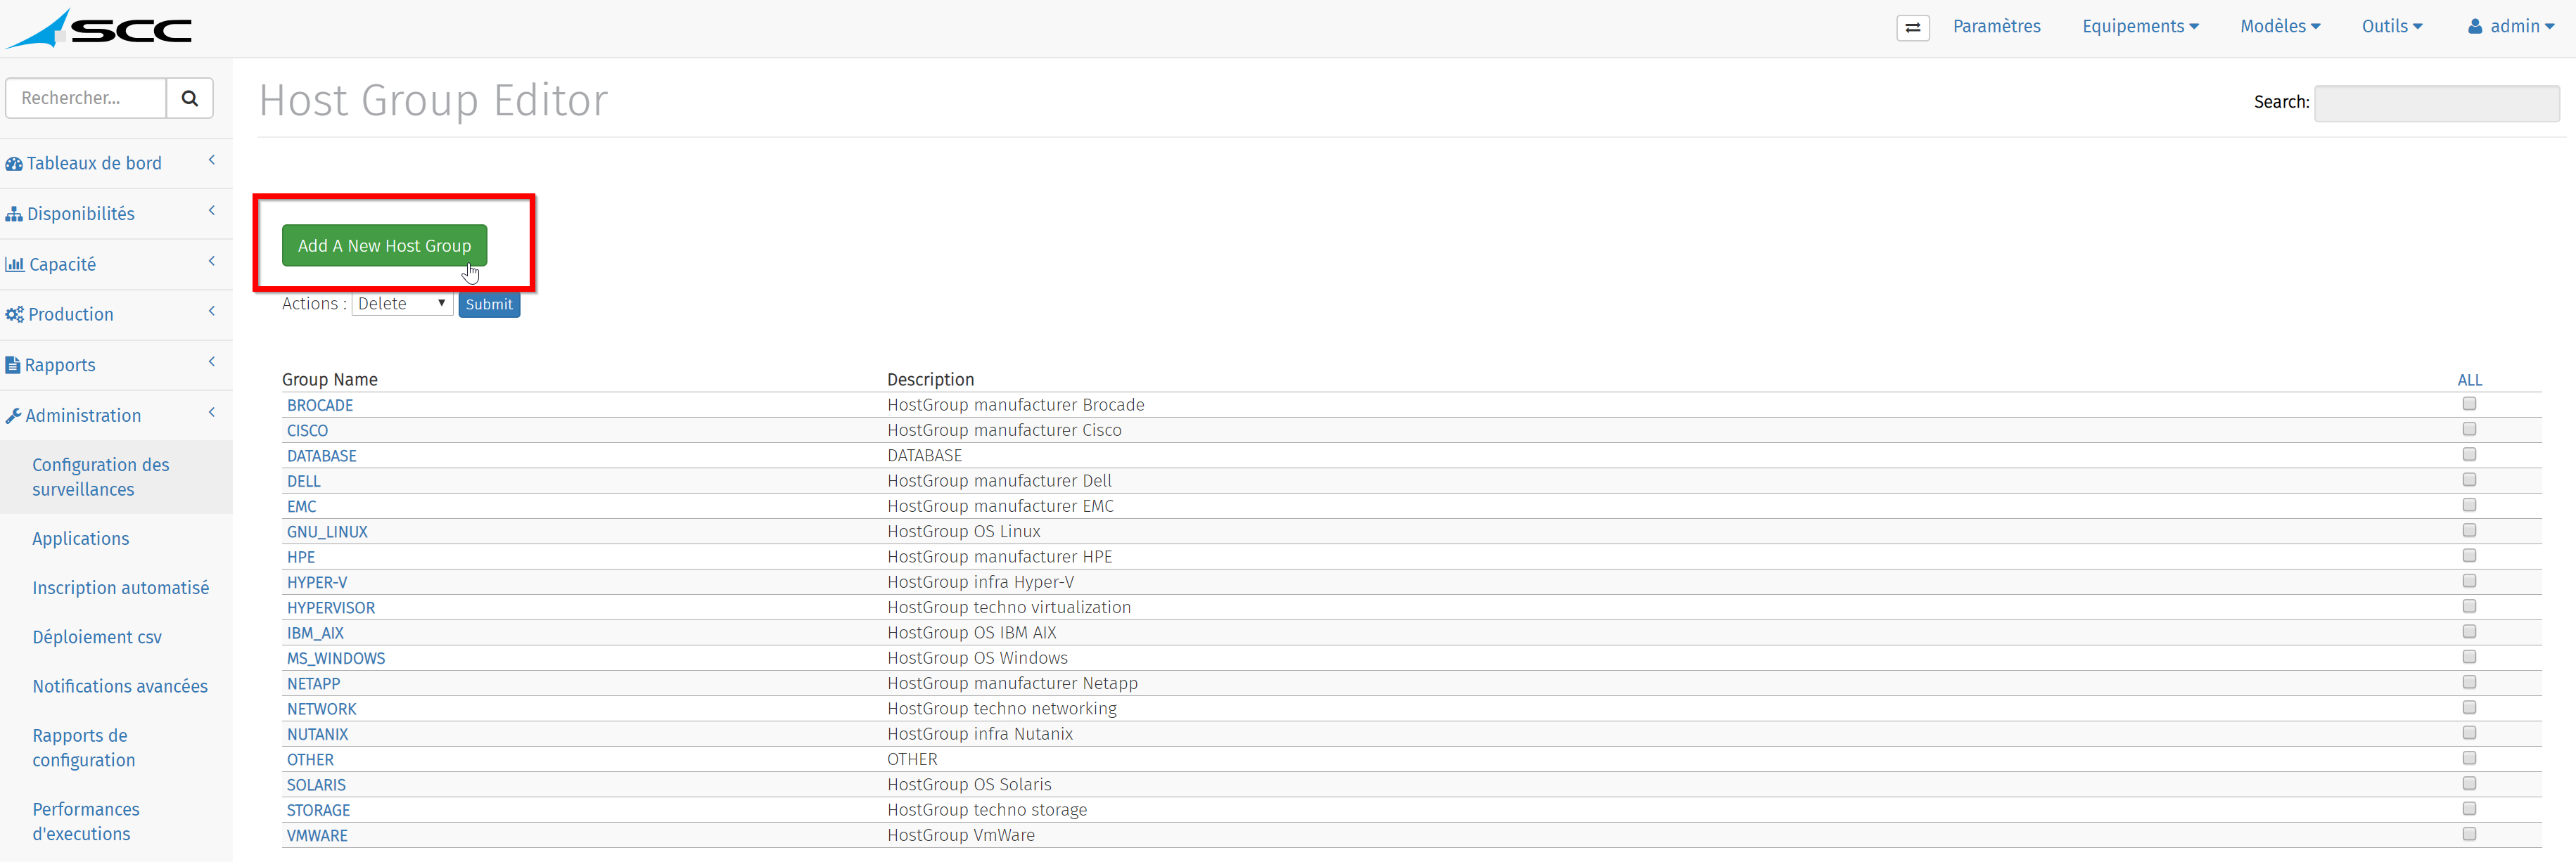 SCC
Paramètres Equipements Modèles Outils admin
Rechercher...
Host Group Editor
Search:
Tableaux de bord
Disponibilités
Capacité
Production
Rapports
Administration
Configuration des
surveillances
Applications
Inscription automatisé
Déploiement csv
Notifications avancées
Rapports de
configuration
Performances
d'executions
Add A New Host Group
Actions : Delete Submit
Group Name Description ALL
BROCADE HostGroup manufacturer Brocade
CISCO HostGroup manufacturer Cisco
DATABASE DATABASE
DELL HostGroup manufacturer Dell
EMC HostGroup manufacturer EMC
GNU_LINUX HostGroup OS Linux
HPE HostGroup manufacturer HPE
HYPER-V HostGroup infra Hyper-V
HYPERVISOR HostGroup techno virtualization
IBM_AIX HostGroup OS IBM AIX
MS_WINDOWS HostGroup OS Windows
NETAPP HostGroup manufacturer Netapp
NETWORK HostGroup techno networking
NUTANIX HostGroup infra Nutanix
OTHER OTHER
SOLARIS HostGroup OS Solaris
STORAGE HostGroup techno storage
VMWARE HostGroup VmWare